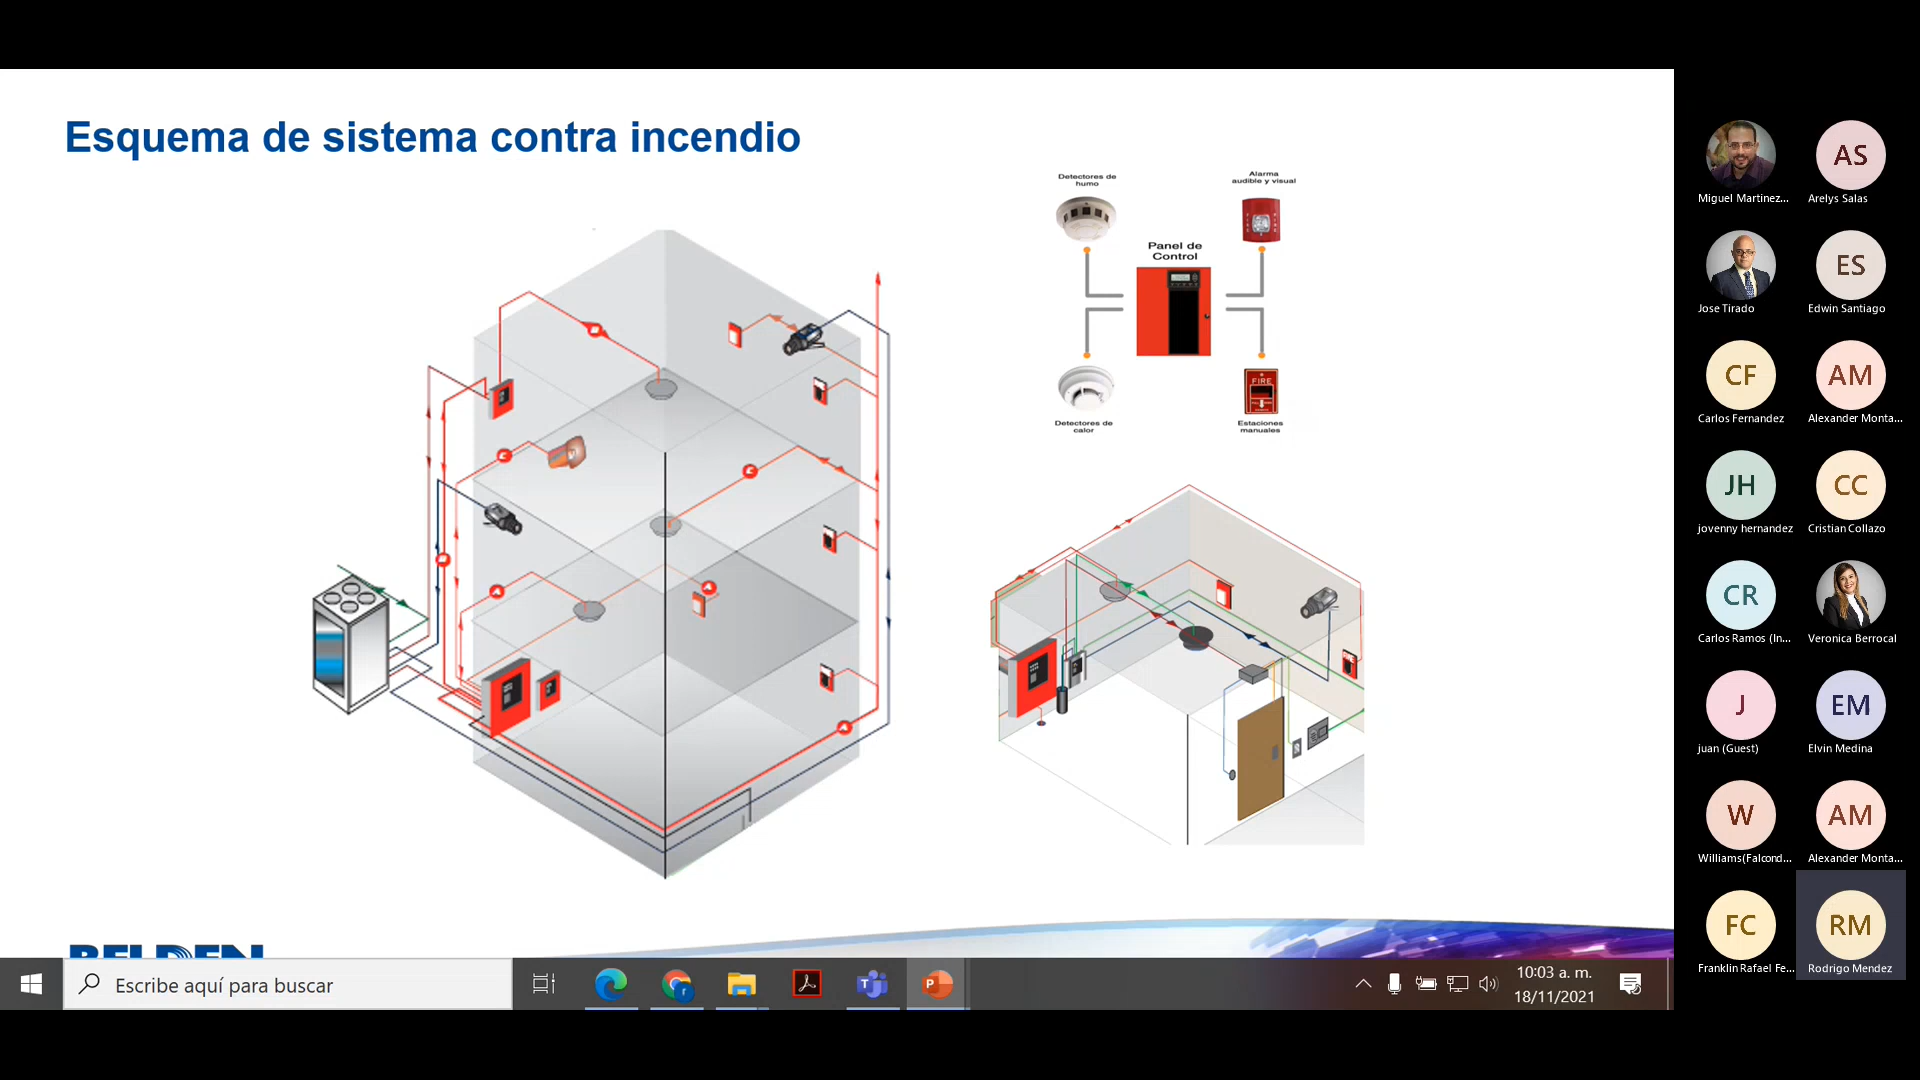 Esquema de sistema contra incendio
Detectores de
humo
Alarma
audible y visual
Panel de
Control
FIRE
Detectores de
calor
Estaciones
manuales
B
C
C
B
A
A
A
BELDEN
Escribe aquí para buscar
10:03 a. m.
18/11/2021
Miguel Martinez...
AS
Arelys Salas
Jose Tirado
ES
Edwin Santiago
CF
Carlos Fernandez
AM
Alexander Monta...
JH
jovenny hernandez
CC
Cristian Collazo
CR
Carlos Ramos (In...
Veronica Berrocal
J
juan (Guest)
EM
Elvin Medina
W
Williams(Falcond...
AM
Alexander Monta...
FC
Franklin Rafael Fe...
RM
Rodrigo Mendez